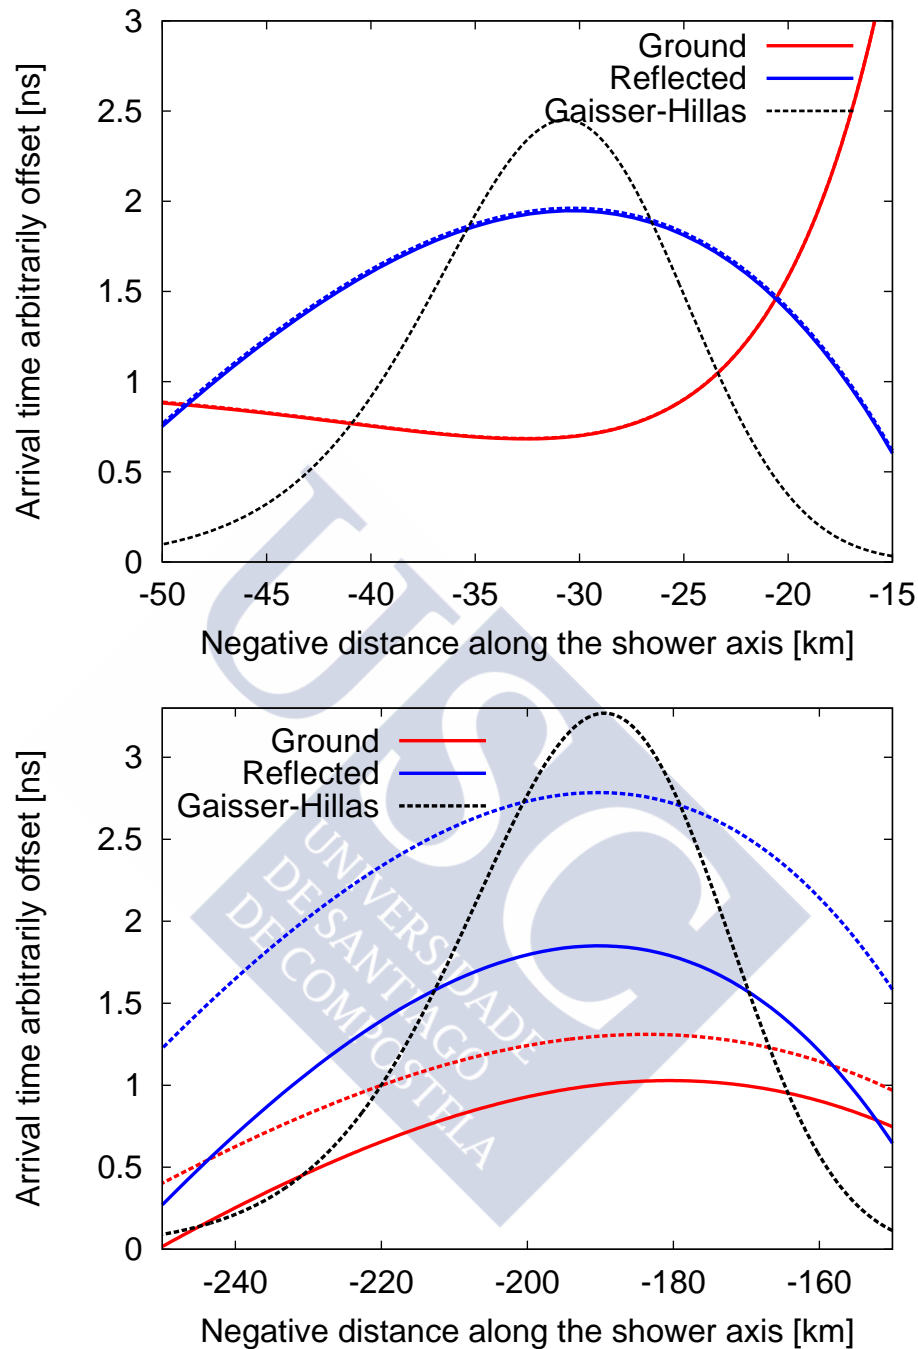 3
2.5
2
1.5
1
0.5
0
Arrival time arbitrarily offset [ns]
Ground
Reflected
Gaisser-Hillas
-50 -45 -40 -35 -30 -25 -20 -15
Negative distance along the shower axis [km]
3
2.5
2
1.5
1
0.5
0
Arrival time arbitrarily offset [ns]
Ground
Reflected
Gaisser-Hillas
-240 -220 -200 -180 -160
Negative distance along the shower axis [km]
USC
UNIVERSIDADE
DE SANTIAGO
DE COMPOSTELA